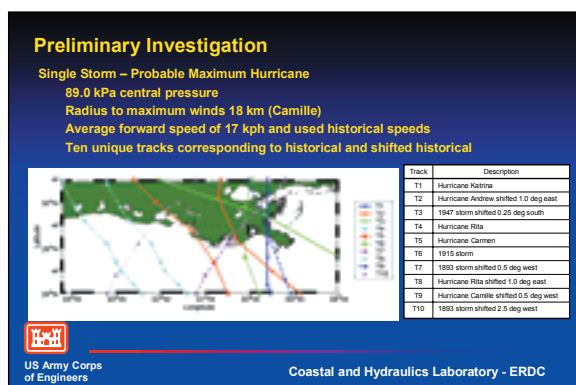 Preliminary Investigation
Single Storm – Probable Maximum Hurricane
89.0 kPa central pressure
Radius to maximum winds 18 km (Camille)
Average forward speed of 17 kph and used historical speeds
Ten unique tracks corresponding to historical and shifted historical
Track Description
T1 Hurricane Katrina
T2 Hurricane Andrew shifted 1.0 deg east
T3 1947 storm shifted 0.25 deg south
T4 Hurricane Rita
T5 Hurricane Carmen
T6 1915 storm
T7 1893 storm shifted 0.5 deg west
T8 Hurricane Rita shifted 1.0 deg east
T9 Hurricane Camille shifted 0.5 deg west
T10 1893 storm shifted 2.5 deg west
Latitude
Longitude
US Army Corps
of Engineers
Coastal and Hydraulics Laboratory - ERDC